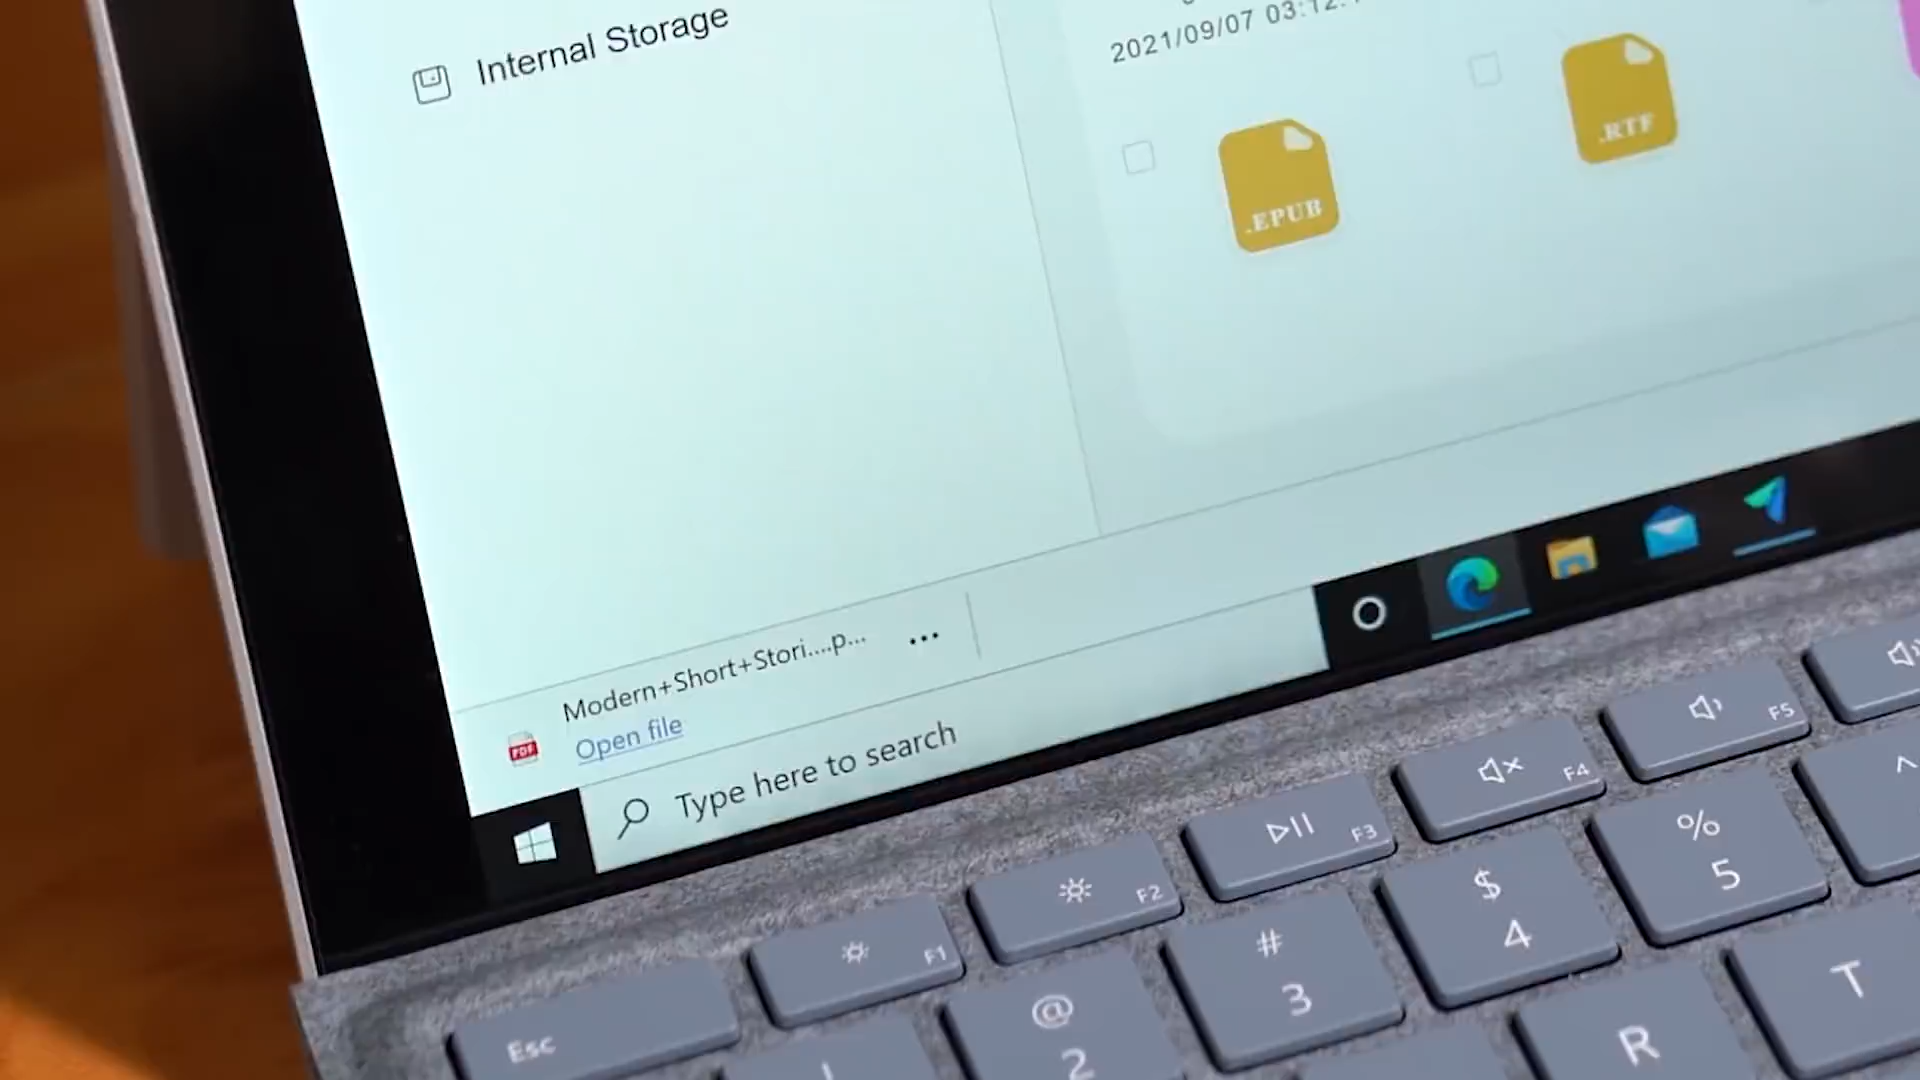 Internal Storage
2021/09/07 03:12:
.EPUB
.RTF
Modern+Short+Stori....p...
...
PDF
Open file
Type here to search
F5
F4
F3
F2
F1
Esc
%
5
$
4
#
3
@
2
^
T
R